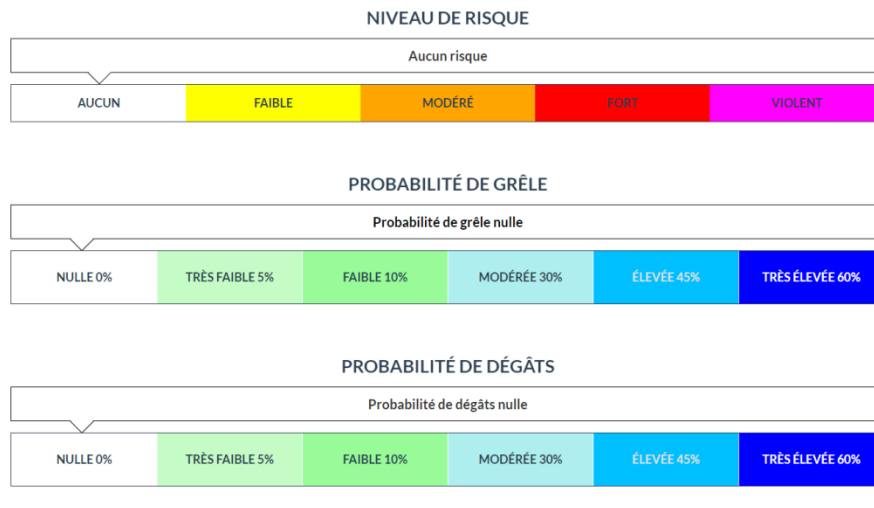 NIVEAU DE RISQUE
Aucun risque
AUCUN FAIBLE MODÉRÉ FORT VIOLENT
PROBABILITÉ DE GRÊLE
Probabilité de grêle nulle
NULLE 0% TRÈS FAIBLE 5% FAIBLE 10% MODÉRÉE 30% ÉLEVÉE 45% TRÈS ÉLEVÉE 60%
PROBABILITÉ DE DÉGÂTS
Probabilité de dégâts nulle
NULLE 0% TRÈS FAIBLE 5% FAIBLE 10% MODÉRÉE 30% ÉLEVÉE 45% TRÈS ÉLEVÉE 60%